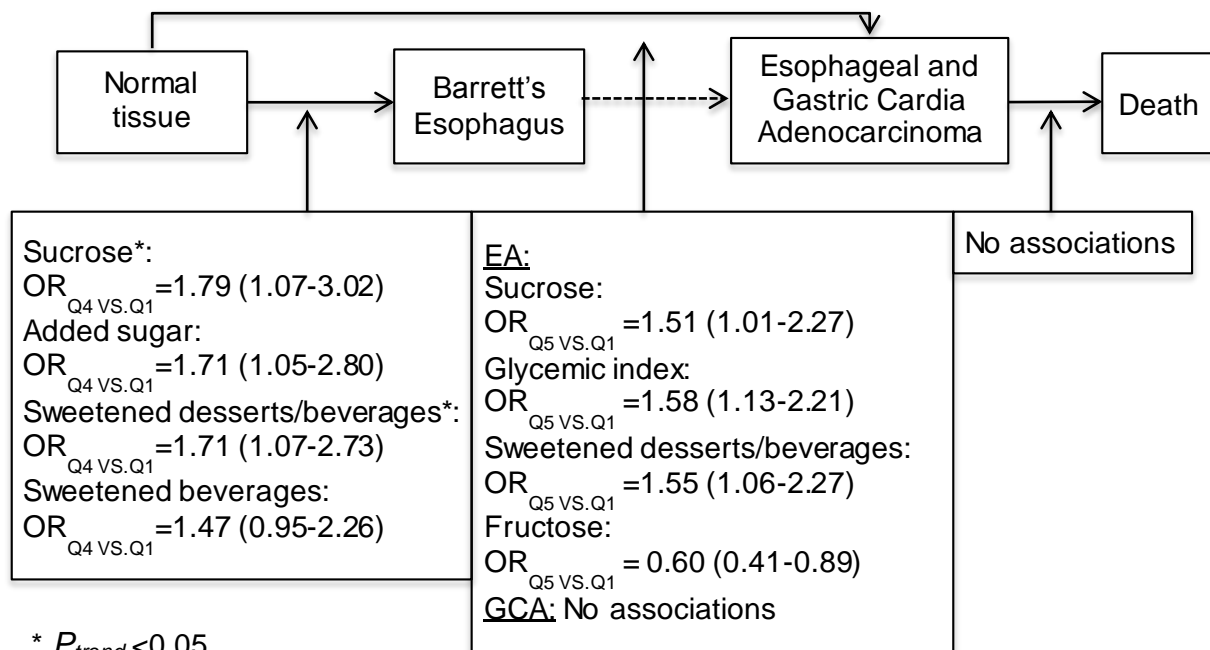 Normal
tissue
Barrett’s
Esophagus
Esophageal and
Gastric Cardia
Adenocarcinoma
Death
Sucrose*:
OR Q4 VS.Q1 =1.79 (1.07-3.02)
Added sugar:
OR Q4 VS.Q1 =1.71 (1.05-2.80)
Sweetened desserts/beverages*:
OR Q4 VS.Q1 =1.71 (1.07-2.73)
Sweetened beverages:
OR Q4 VS.Q1 =1.47 (0.95-2.26)
EA:
Sucrose:
OR Q5 VS.Q1 =1.51 (1.01-2.27)
Glycemic index:
OR Q5 VS.Q1 =1.58 (1.13-2.21)
Sweetened desserts/beverages:
OR Q5 VS.Q1 =1.55 (1.06-2.27)
Fructose:
OR Q5 VS.Q1 = 0.60 (0.41-0.89)
GCA: No associations
No associations
* Ptrend<0.05